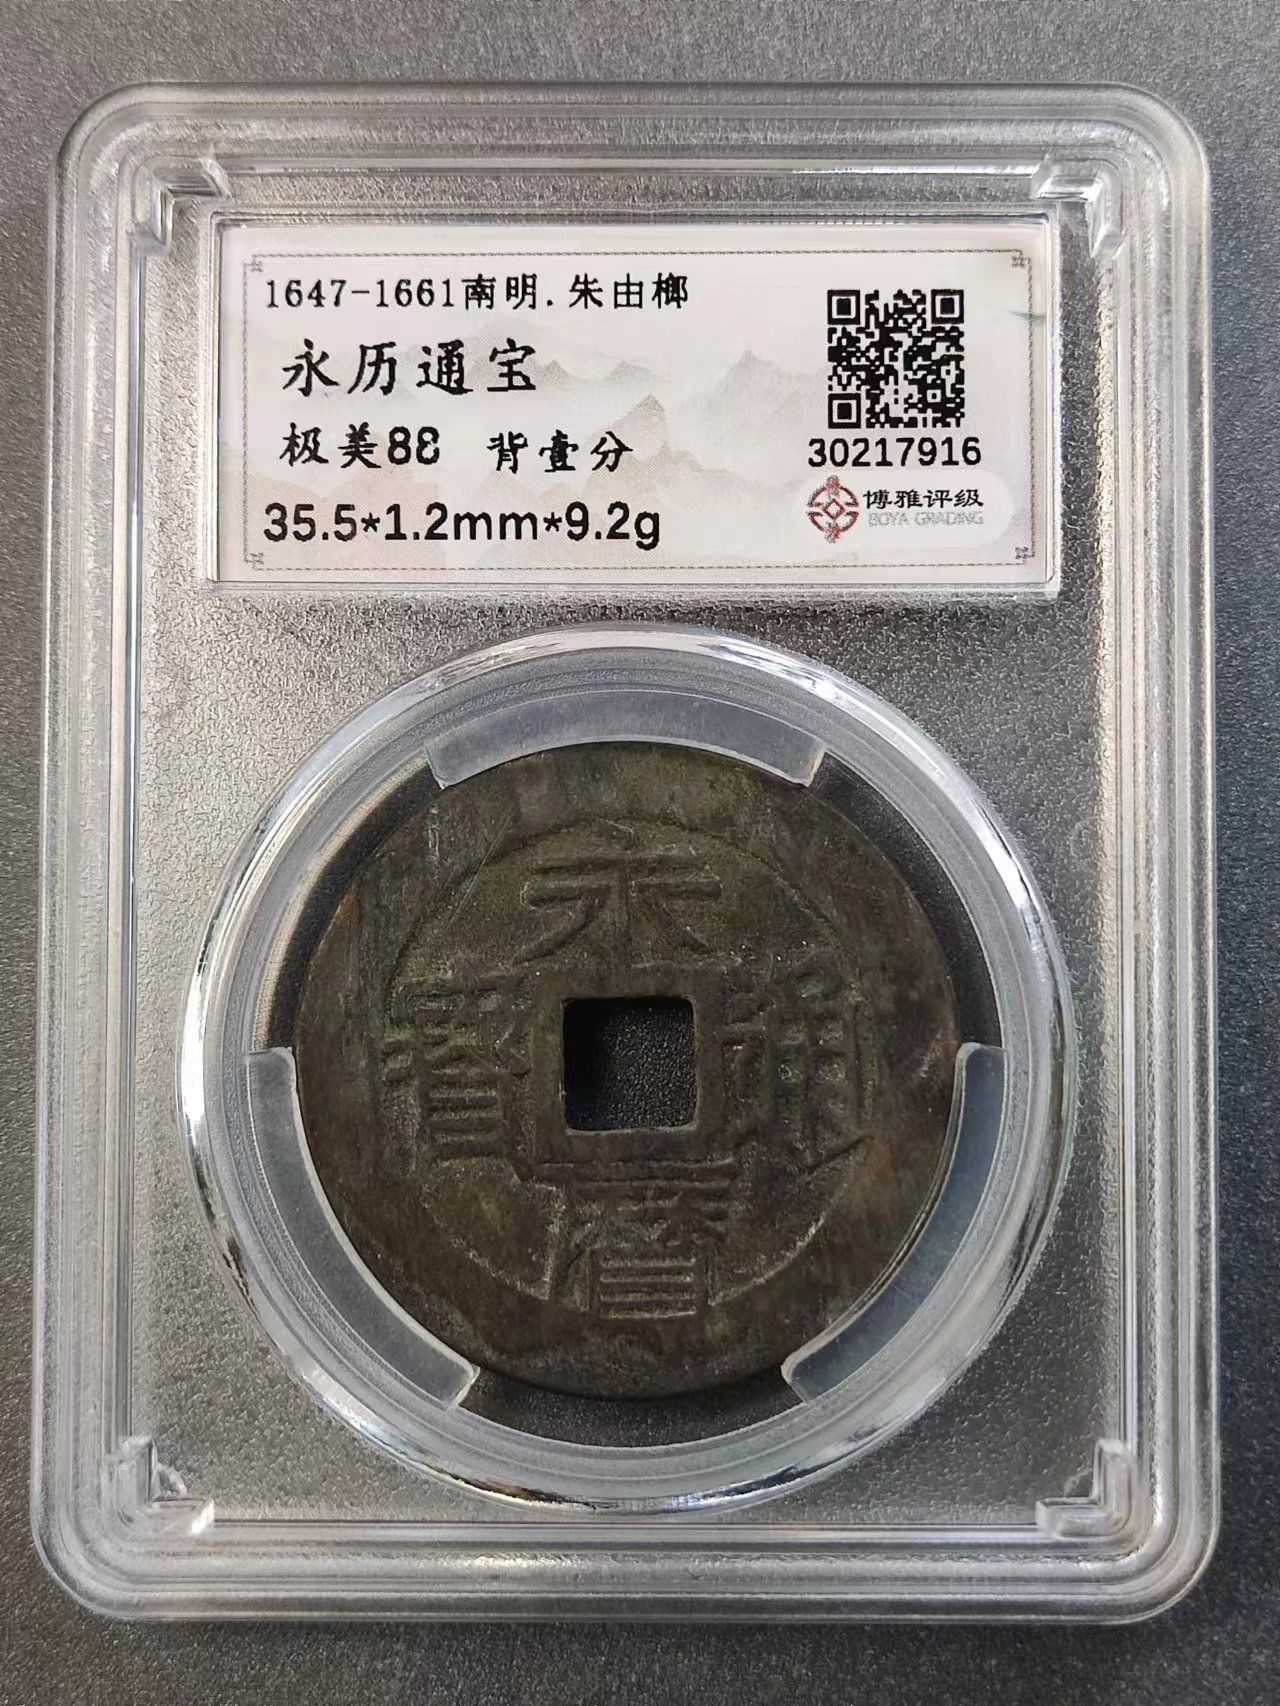 1647-1661南明.朱由榔
永历通宝
极美88 背壹分
35.5*1.2mm*9.2g
30217916
博雅评级
BOYA GRADING
永
寶 通
曆